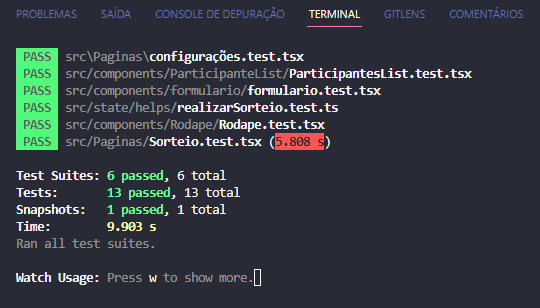 PROBLEMAS SAÍDA CONSOLE DE DEPURAÇÃO TERMINAL GITLENS COMENTÁRIOS
PASS src\Paginas\configurações.test.tsx
PASS src/components/ParticipanteList/ParticipantesList.test.tsx
PASS src/components/formulario/formulario.test.tsx
PASS src/state/helps/realizarSorteio.test.ts
PASS src/components/Rodape/Rodape.test.tsx
PASS src/Paginas/Sorteio.test.tsx (5.808 s)
Test Suites: 6 passed, 6 total
Tests: 13 passed, 13 total
Snapshots: 1 passed, 1 total
Time: 9.903 s
Ran all test suites.
Watch Usage: Press w to show more.